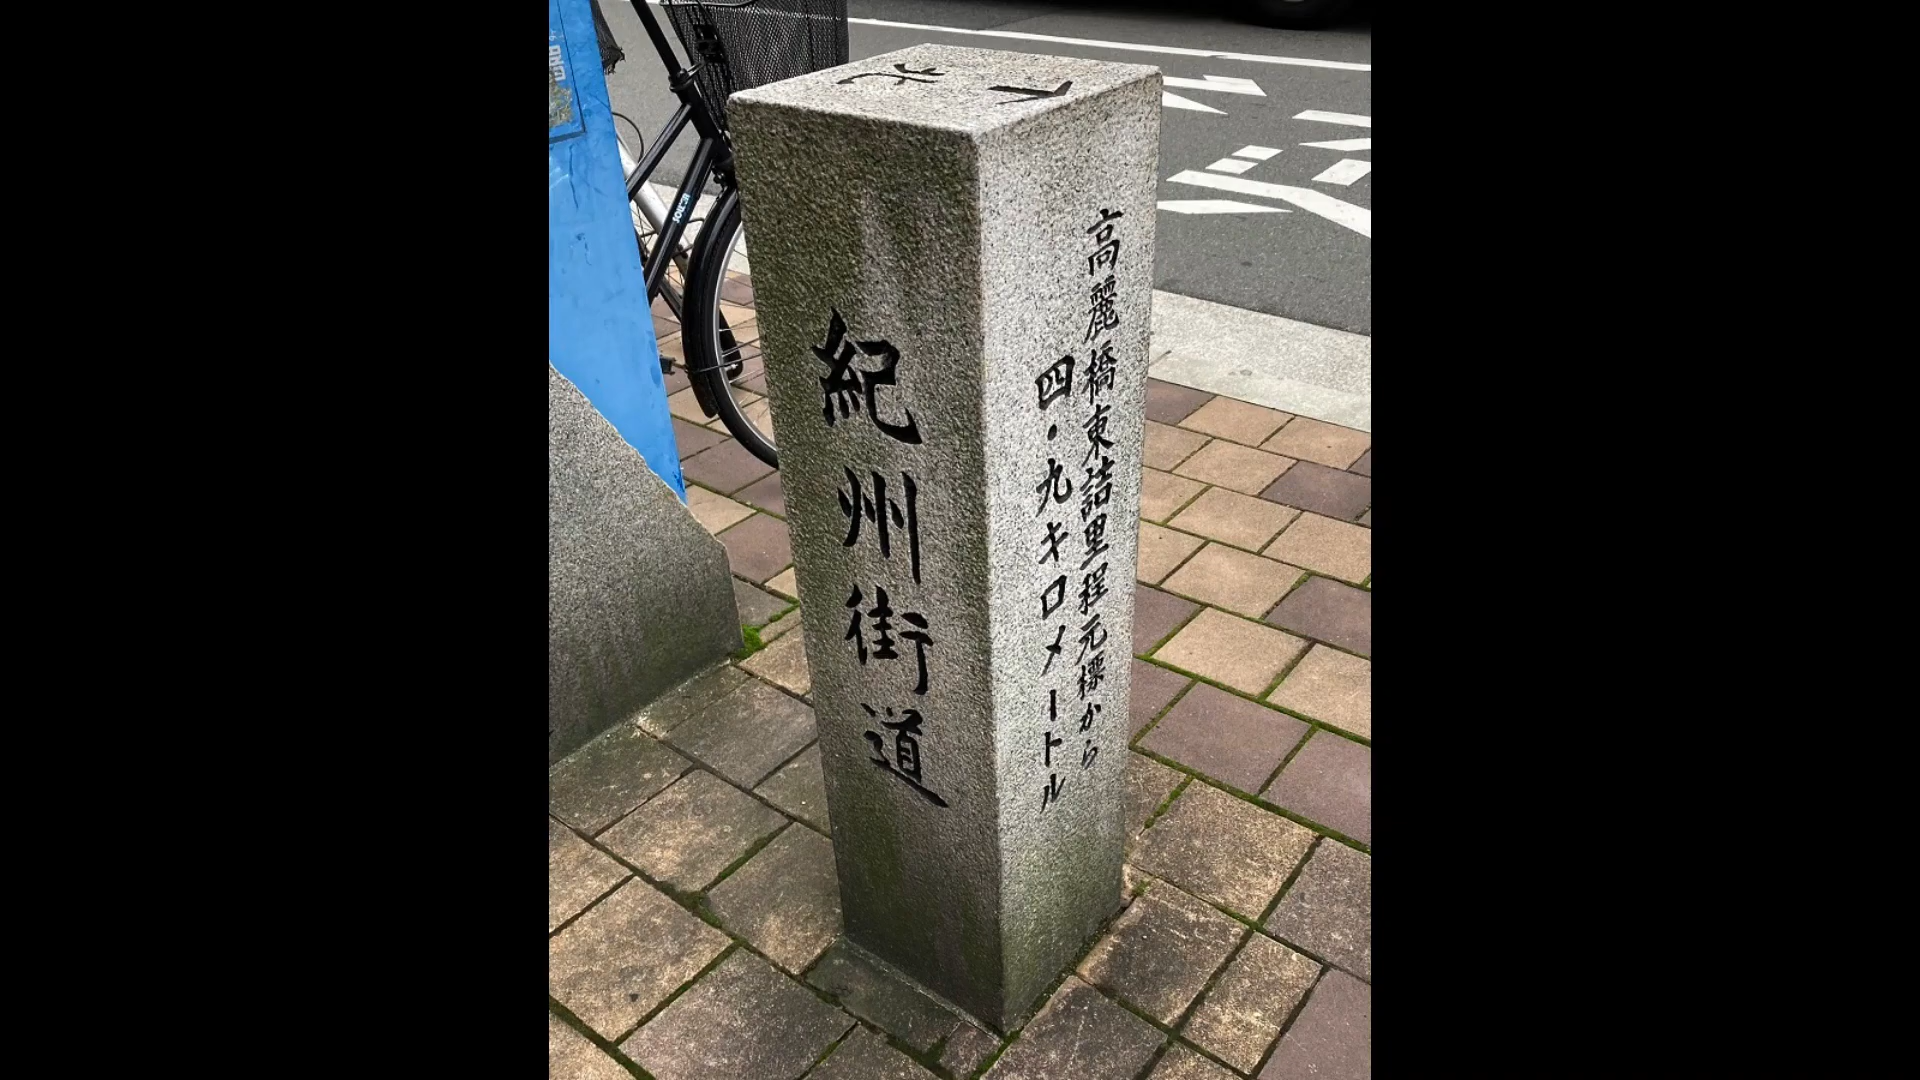 北
紀州街道
高麗橋東詰里程元標から
四・九キロメートル